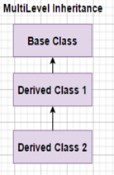 MultiLevel Inheritance
Base Class
Derived Class 1
Derived Class 2